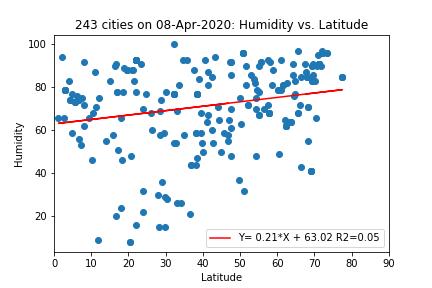 243 cities on 08-Apr-2020: Humidity vs. Latitude
100
80
60
40
20
Humidity
0 10 20 30 40 50 60 70 80 90
Latitude
Y= 0.21*X + 63.02 R2=0.05